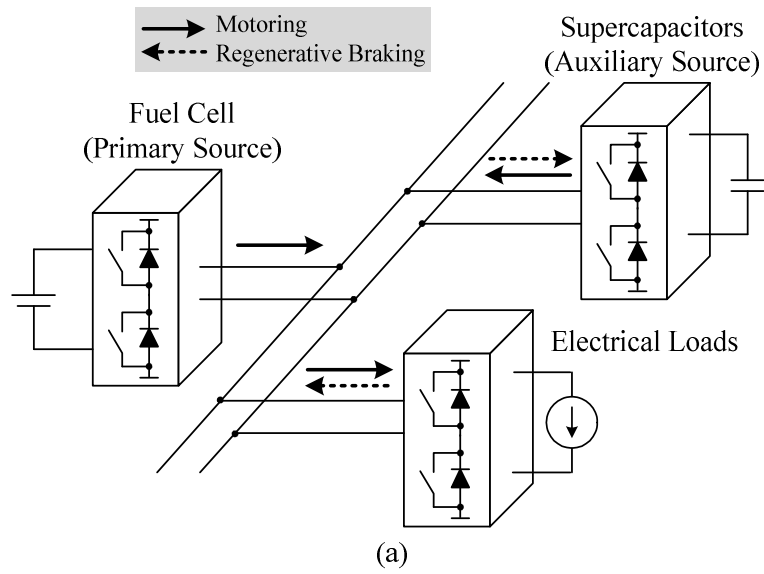 Motoring
Regenerative Braking
Supercapacitors
(Auxiliary Source)
Fuel Cell
(Primary Source)
Electrical Loads
(a)